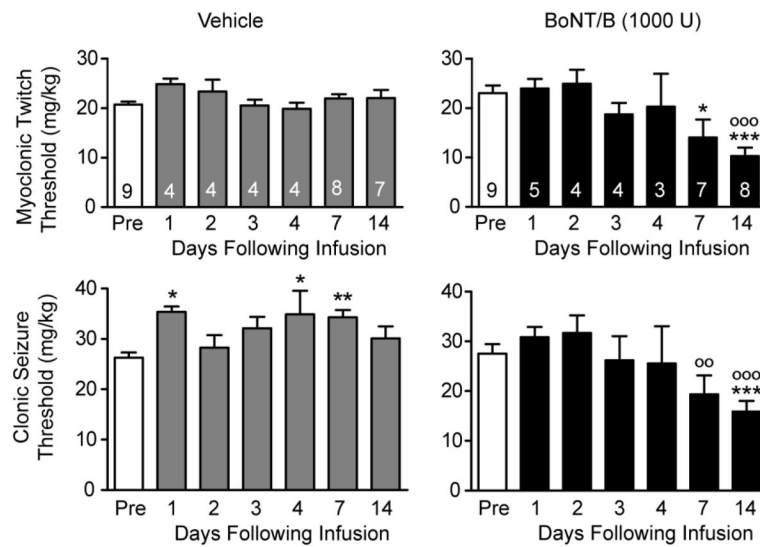 Vehicle
BoNT/B (1000 U)
Myoclonic Twitch
Threshold (mg/kg)
30
20
10
0
9 4 4 4 4 8 7
Pre 1 2 3 4 7 14
Days Following Infusion
30
20
10
0
* ooo
***
9 5 4 4 3 7 8
Pre 1 2 3 4 7 14
Days Following Infusion
Clonic Seizure
Threshold (mg/kg)
40
30
20
10
0
* * **
Pre 1 2 3 4 7 14
Days Following Infusion
40
30
20
10
0
oo ooo
***
Pre 1 2 3 4 7 14
Days Following Infusion